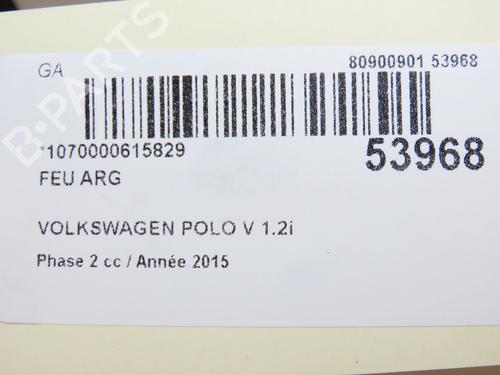 GA
80900901 53968
*1070000615829
53968
FEU ARG
VOLKSWAGEN POLO V 1.2i
Phase 2 cc / Année 2015
B-PARTS